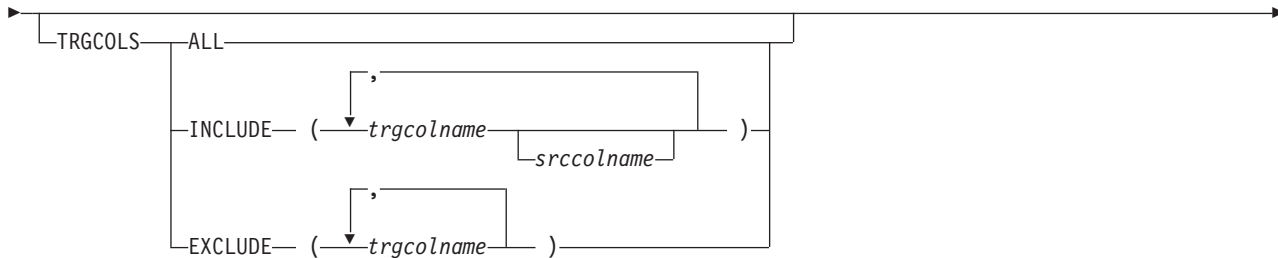 TRGCOLS ALL
,
INCLUDE ( trgcolname )
srccolname
,
EXCLUDE ( trgcolname )